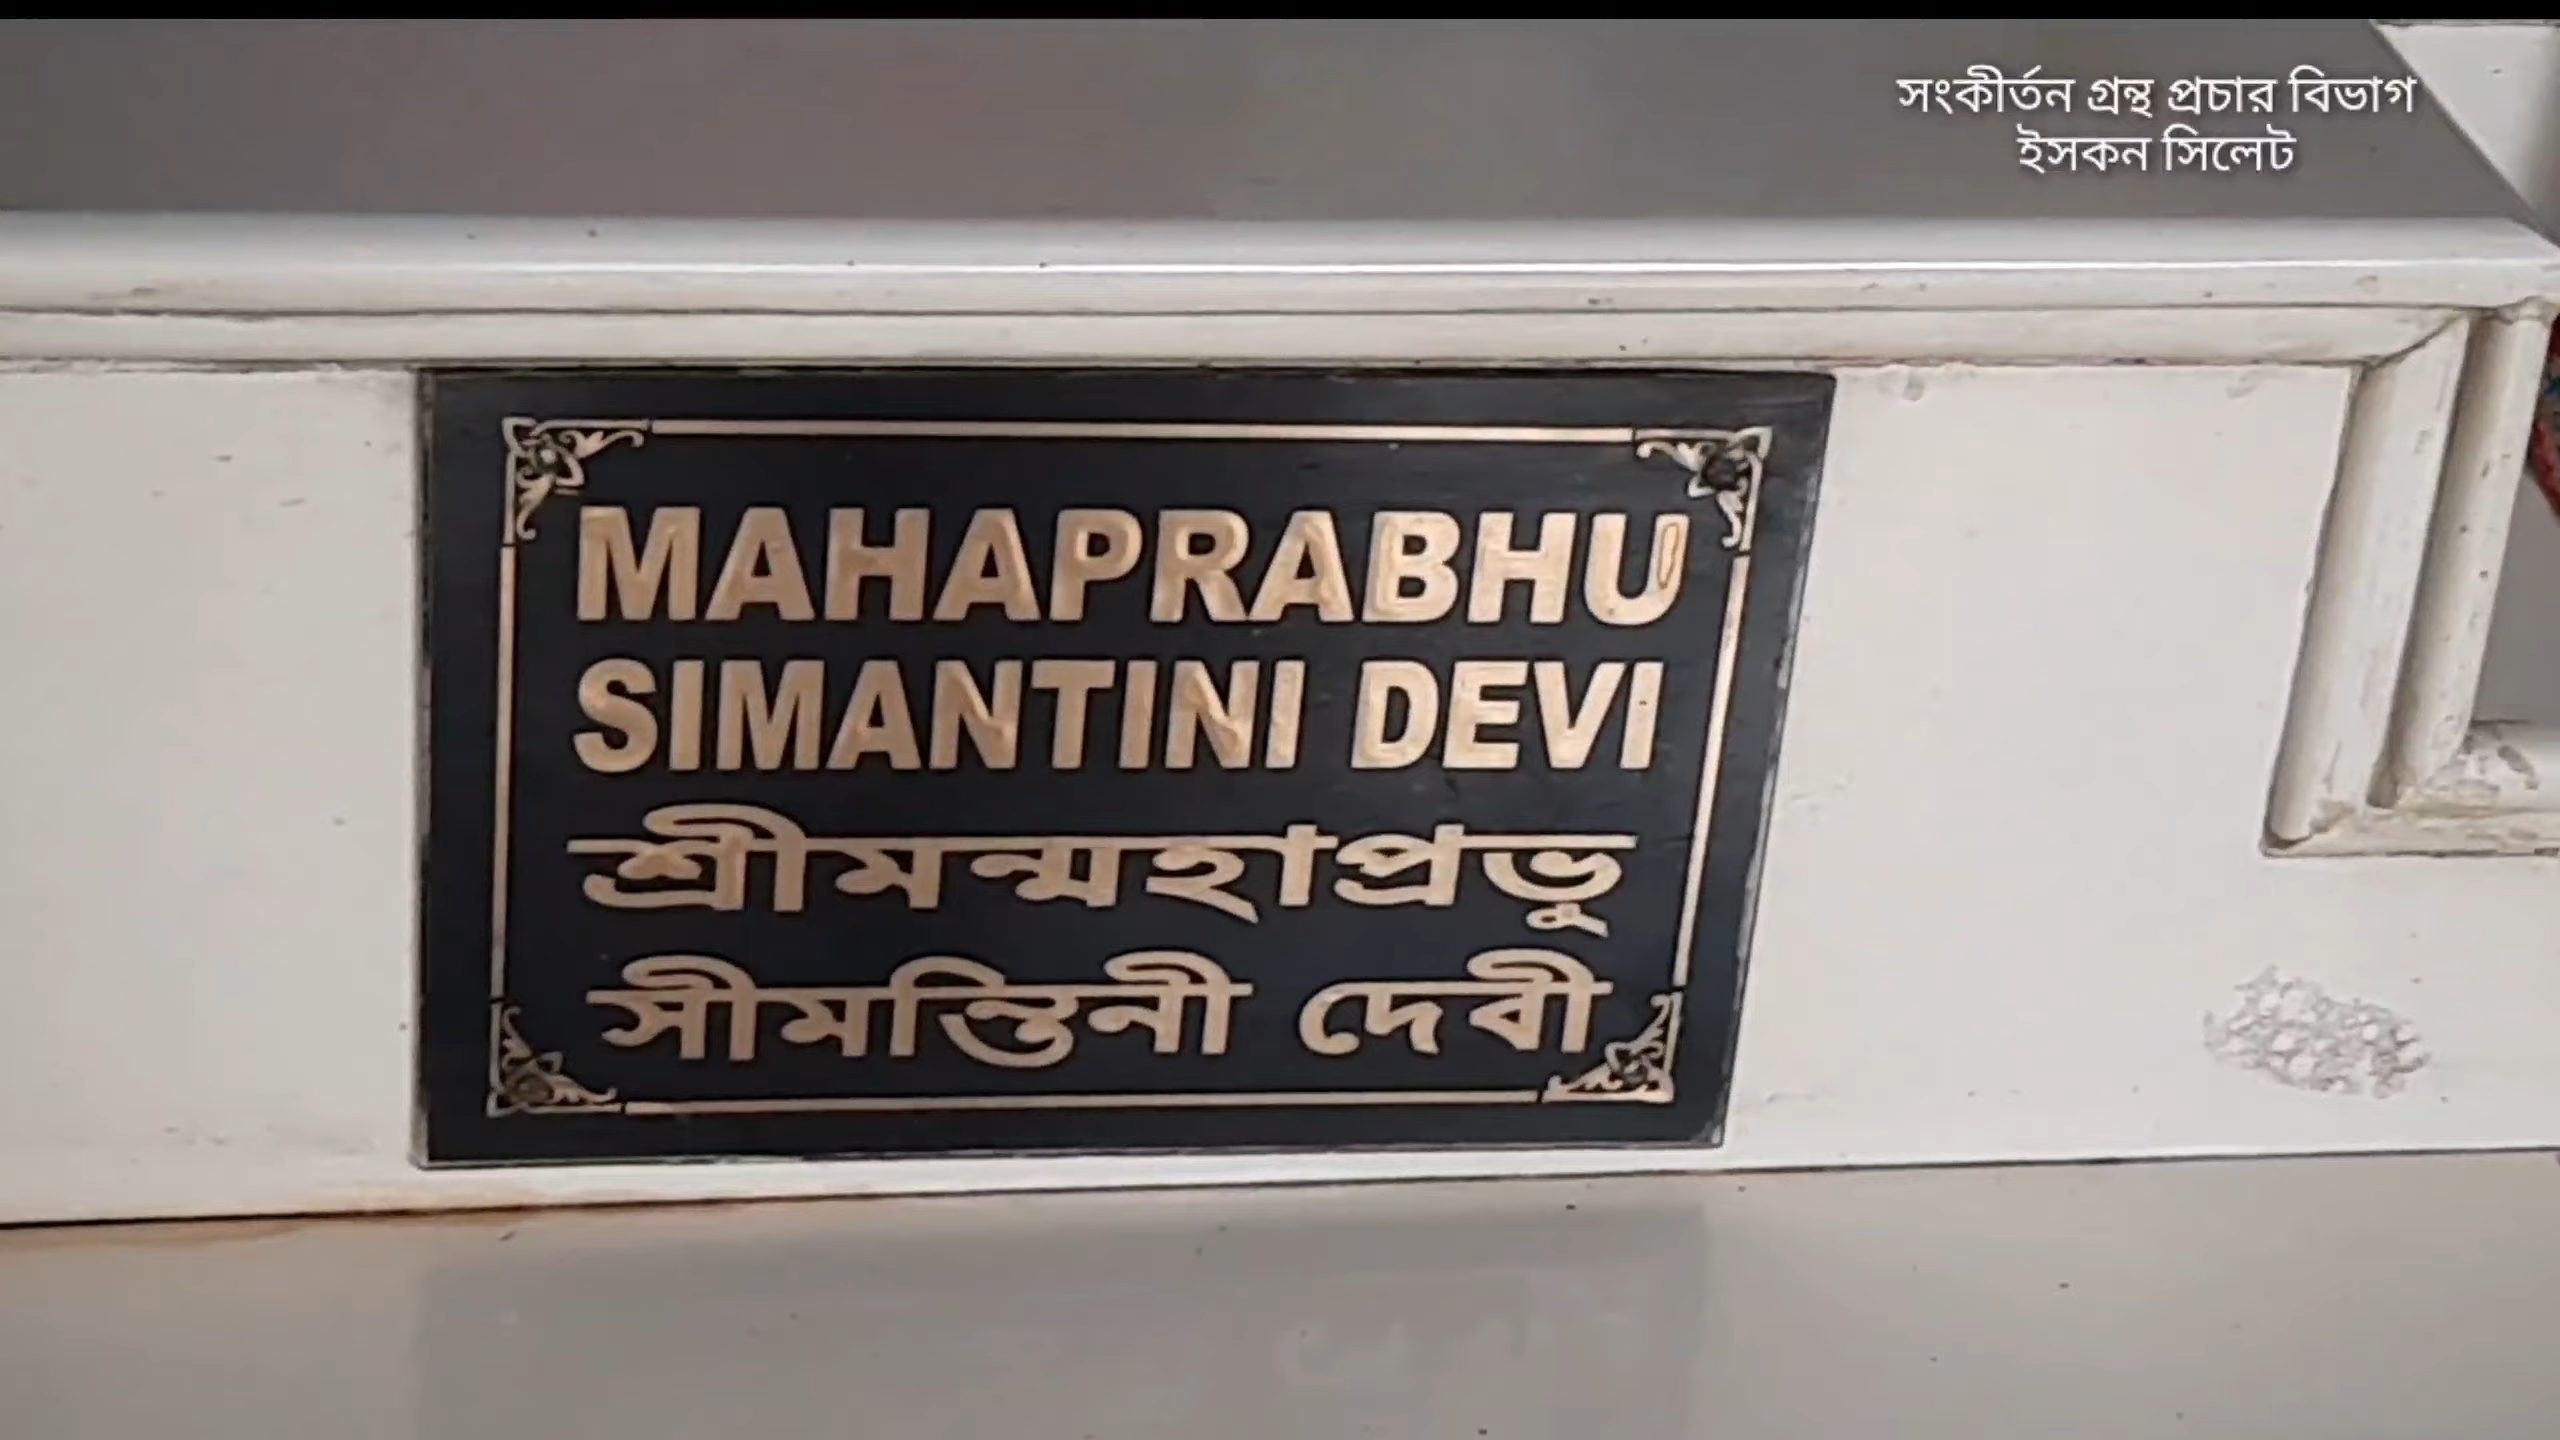 সংকীর্তন গ্রন্থ প্রচার বিভাগ
ইসকন সিলেট
MAHAPRABHU
SIMANTINI DEVI
শ্রীমন্মহাপ্রভু
সীমন্তিনী দেবী